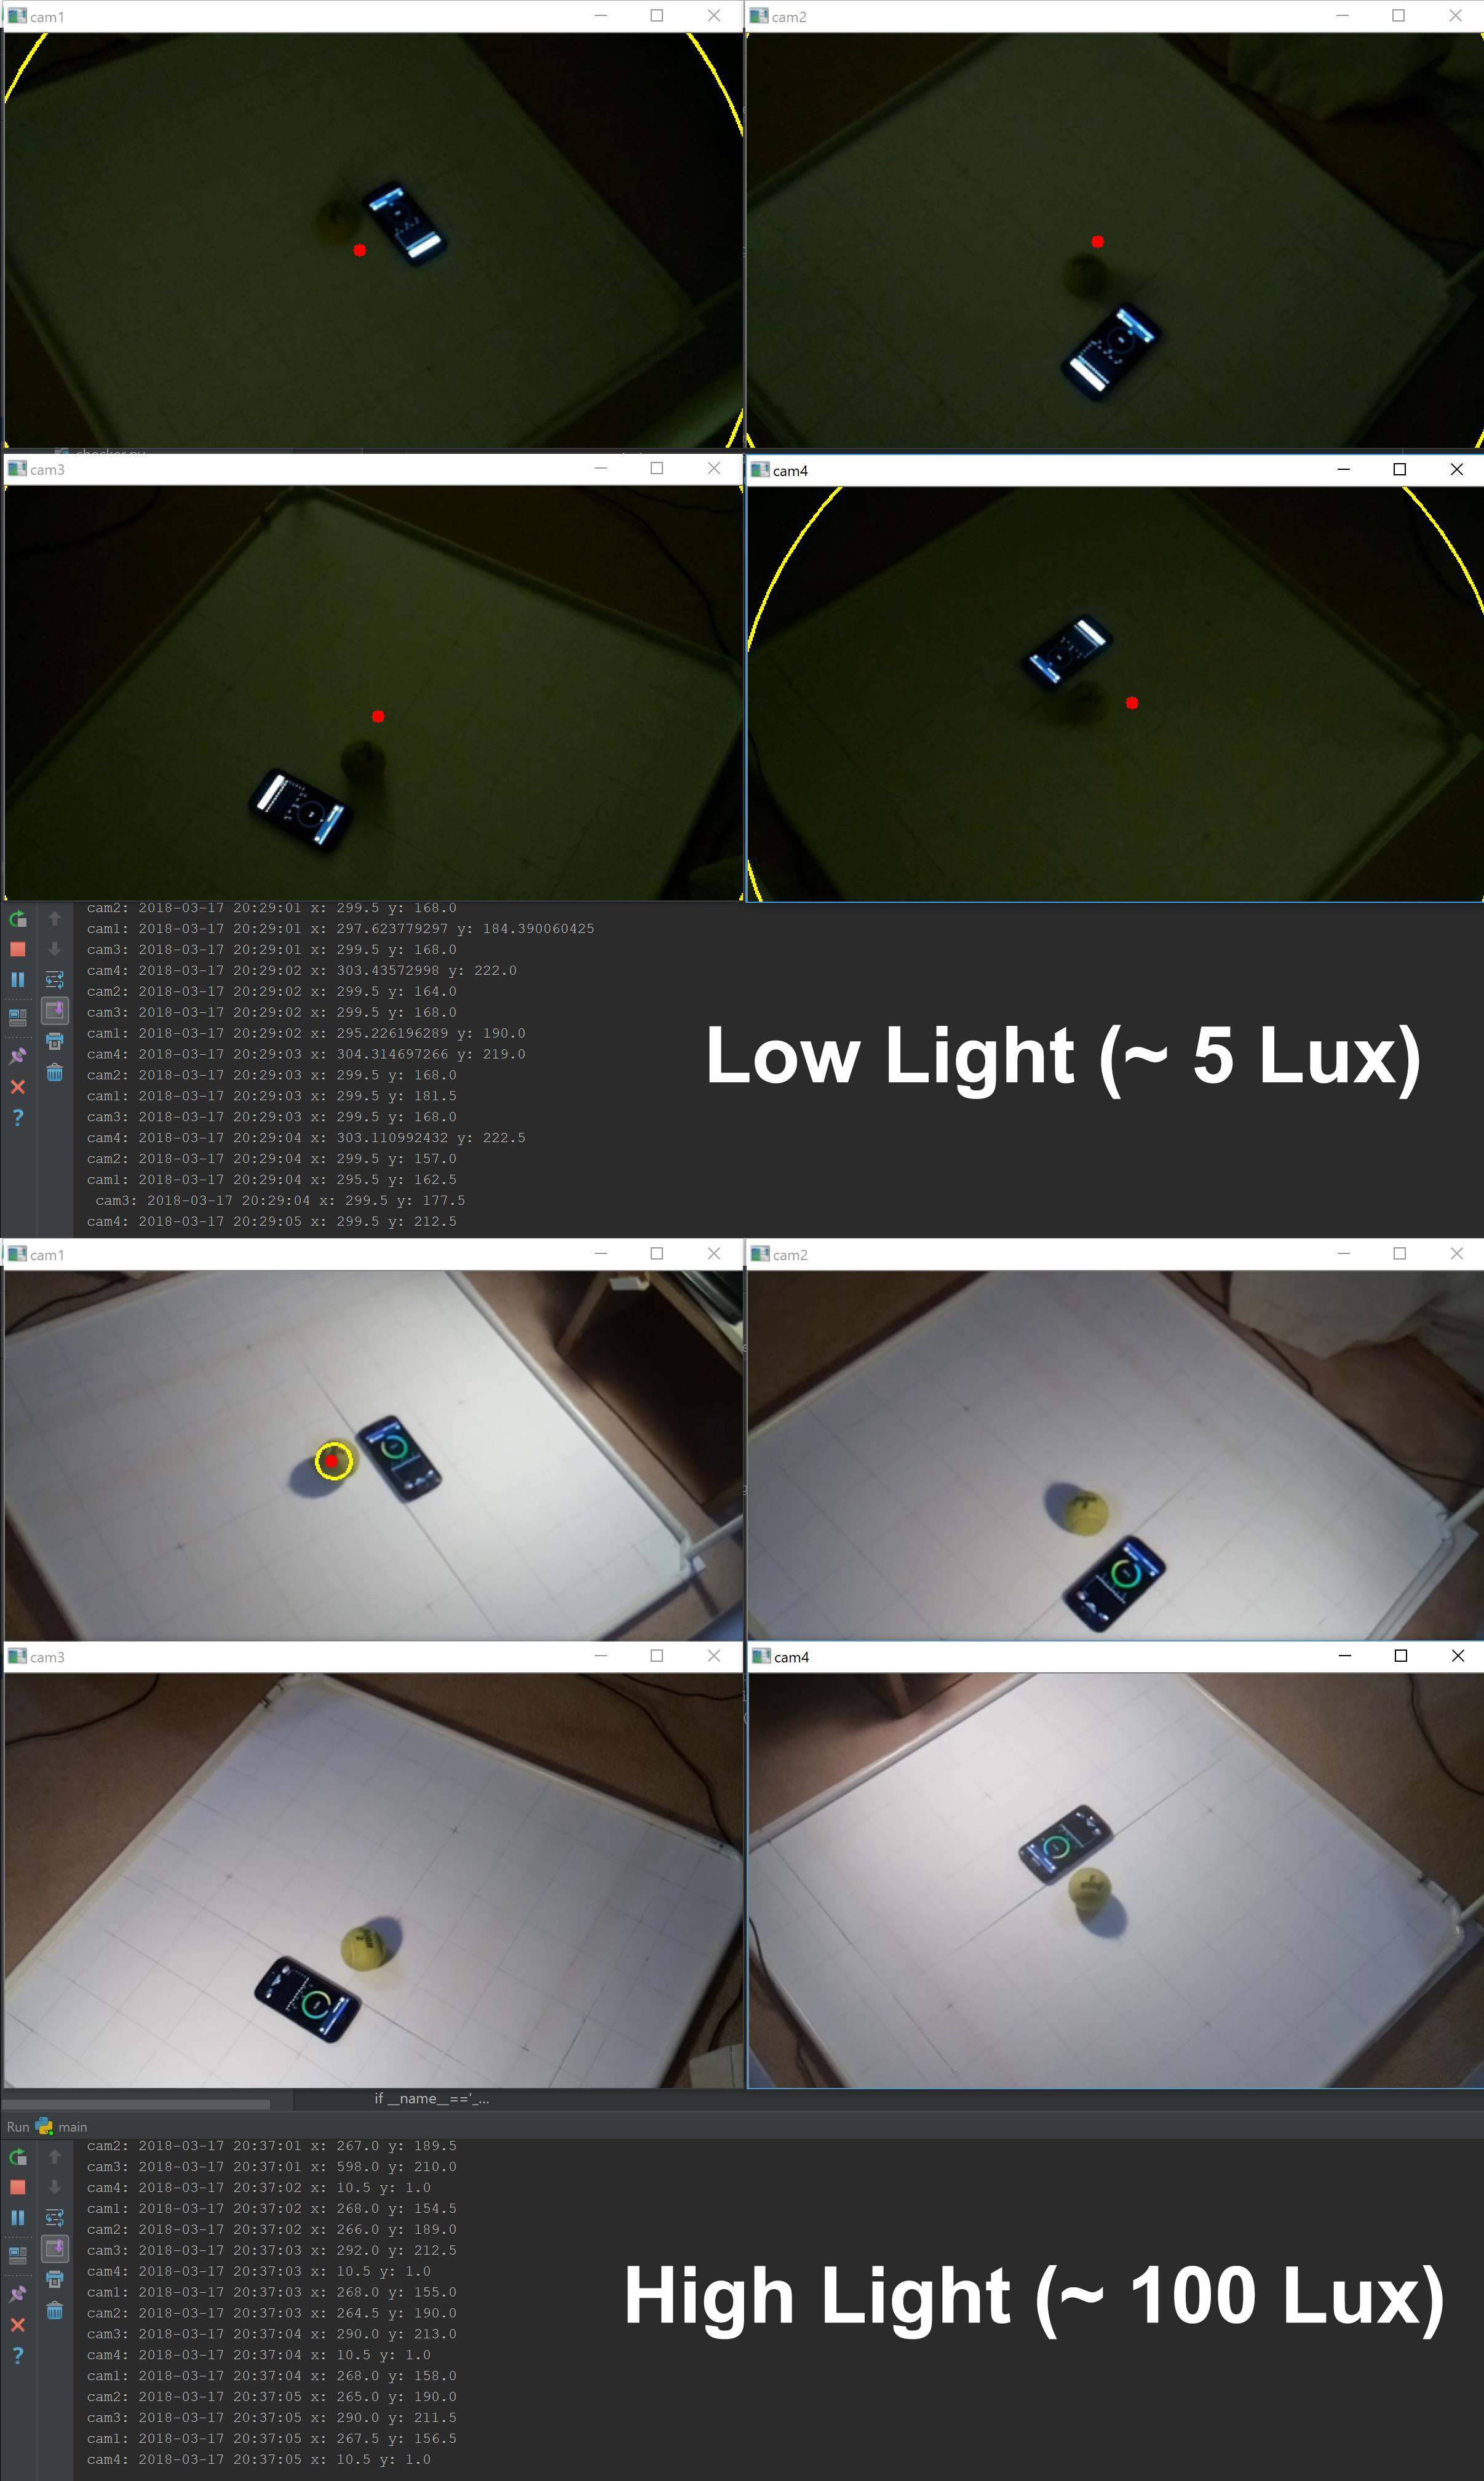 cam1
cam2
cam3
cam4
cam2: 2018-03-17 20:29:01 x: 299.5 y: 168.0
cam1: 2018-03-17 20:29:01 x: 297.623779297 y: 184.390060425
cam3: 2018-03-17 20:29:01 x: 299.5 y: 168.0
cam4: 2018-03-17 20:29:02 x: 303.43572998 y: 222.0
cam2: 2018-03-17 20:29:02 x: 299.5 y: 164.0
cam3: 2018-03-17 20:29:02 x: 299.5 y: 168.0
cam1: 2018-03-17 20:29:02 x: 295.226196289 y: 190.0
cam4: 2018-03-17 20:29:03 x: 304.314697266 y: 219.0
cam2: 2018-03-17 20:29:03 x: 299.5 y: 168.0
cam1: 2018-03-17 20:29:03 x: 299.5 y: 181.5
cam3: 2018-03-17 20:29:03 x: 299.5 y: 168.0
cam4: 2018-03-17 20:29:04 x: 303.110992432 y: 222.5
cam2: 2018-03-17 20:29:04 x: 299.5 y: 157.0
cam1: 2018-03-17 20:29:04 x: 295.5 y: 162.5
cam3: 2018-03-17 20:29:04 x: 299.5 y: 177.5
cam4: 2018-03-17 20:29:05 x: 299.5 y: 212.5
Low Light (~ 5 Lux)
cam1
cam2
cam3
cam4
if __name__=='_...
Run main
cam2: 2018-03-17 20:37:01 x: 267.0 y: 189.5
cam3: 2018-03-17 20:37:01 x: 598.0 y: 210.0
cam4: 2018-03-17 20:37:02 x: 10.5 y: 1.0
cam1: 2018-03-17 20:37:02 x: 268.0 y: 154.5
cam2: 2018-03-17 20:37:02 x: 266.0 y: 189.0
cam3: 2018-03-17 20:37:03 x: 292.0 y: 212.5
cam4: 2018-03-17 20:37:03 x: 10.5 y: 1.0
cam1: 2018-03-17 20:37:03 x: 268.0 y: 155.0
cam2: 2018-03-17 20:37:03 x: 264.5 y: 190.0
cam3: 2018-03-17 20:37:04 x: 290.0 y: 213.0
cam4: 2018-03-17 20:37:04 x: 10.5 y: 1.0
cam1: 2018-03-17 20:37:04 x: 268.0 y: 158.0
cam2: 2018-03-17 20:37:05 x: 265.0 y: 190.0
cam3: 2018-03-17 20:37:05 x: 290.0 y: 211.5
cam1: 2018-03-17 20:37:05 x: 267.5 y: 156.5
cam4: 2018-03-17 20:37:05 x: 10.5 y: 1.0
High Light (~ 100 Lux)